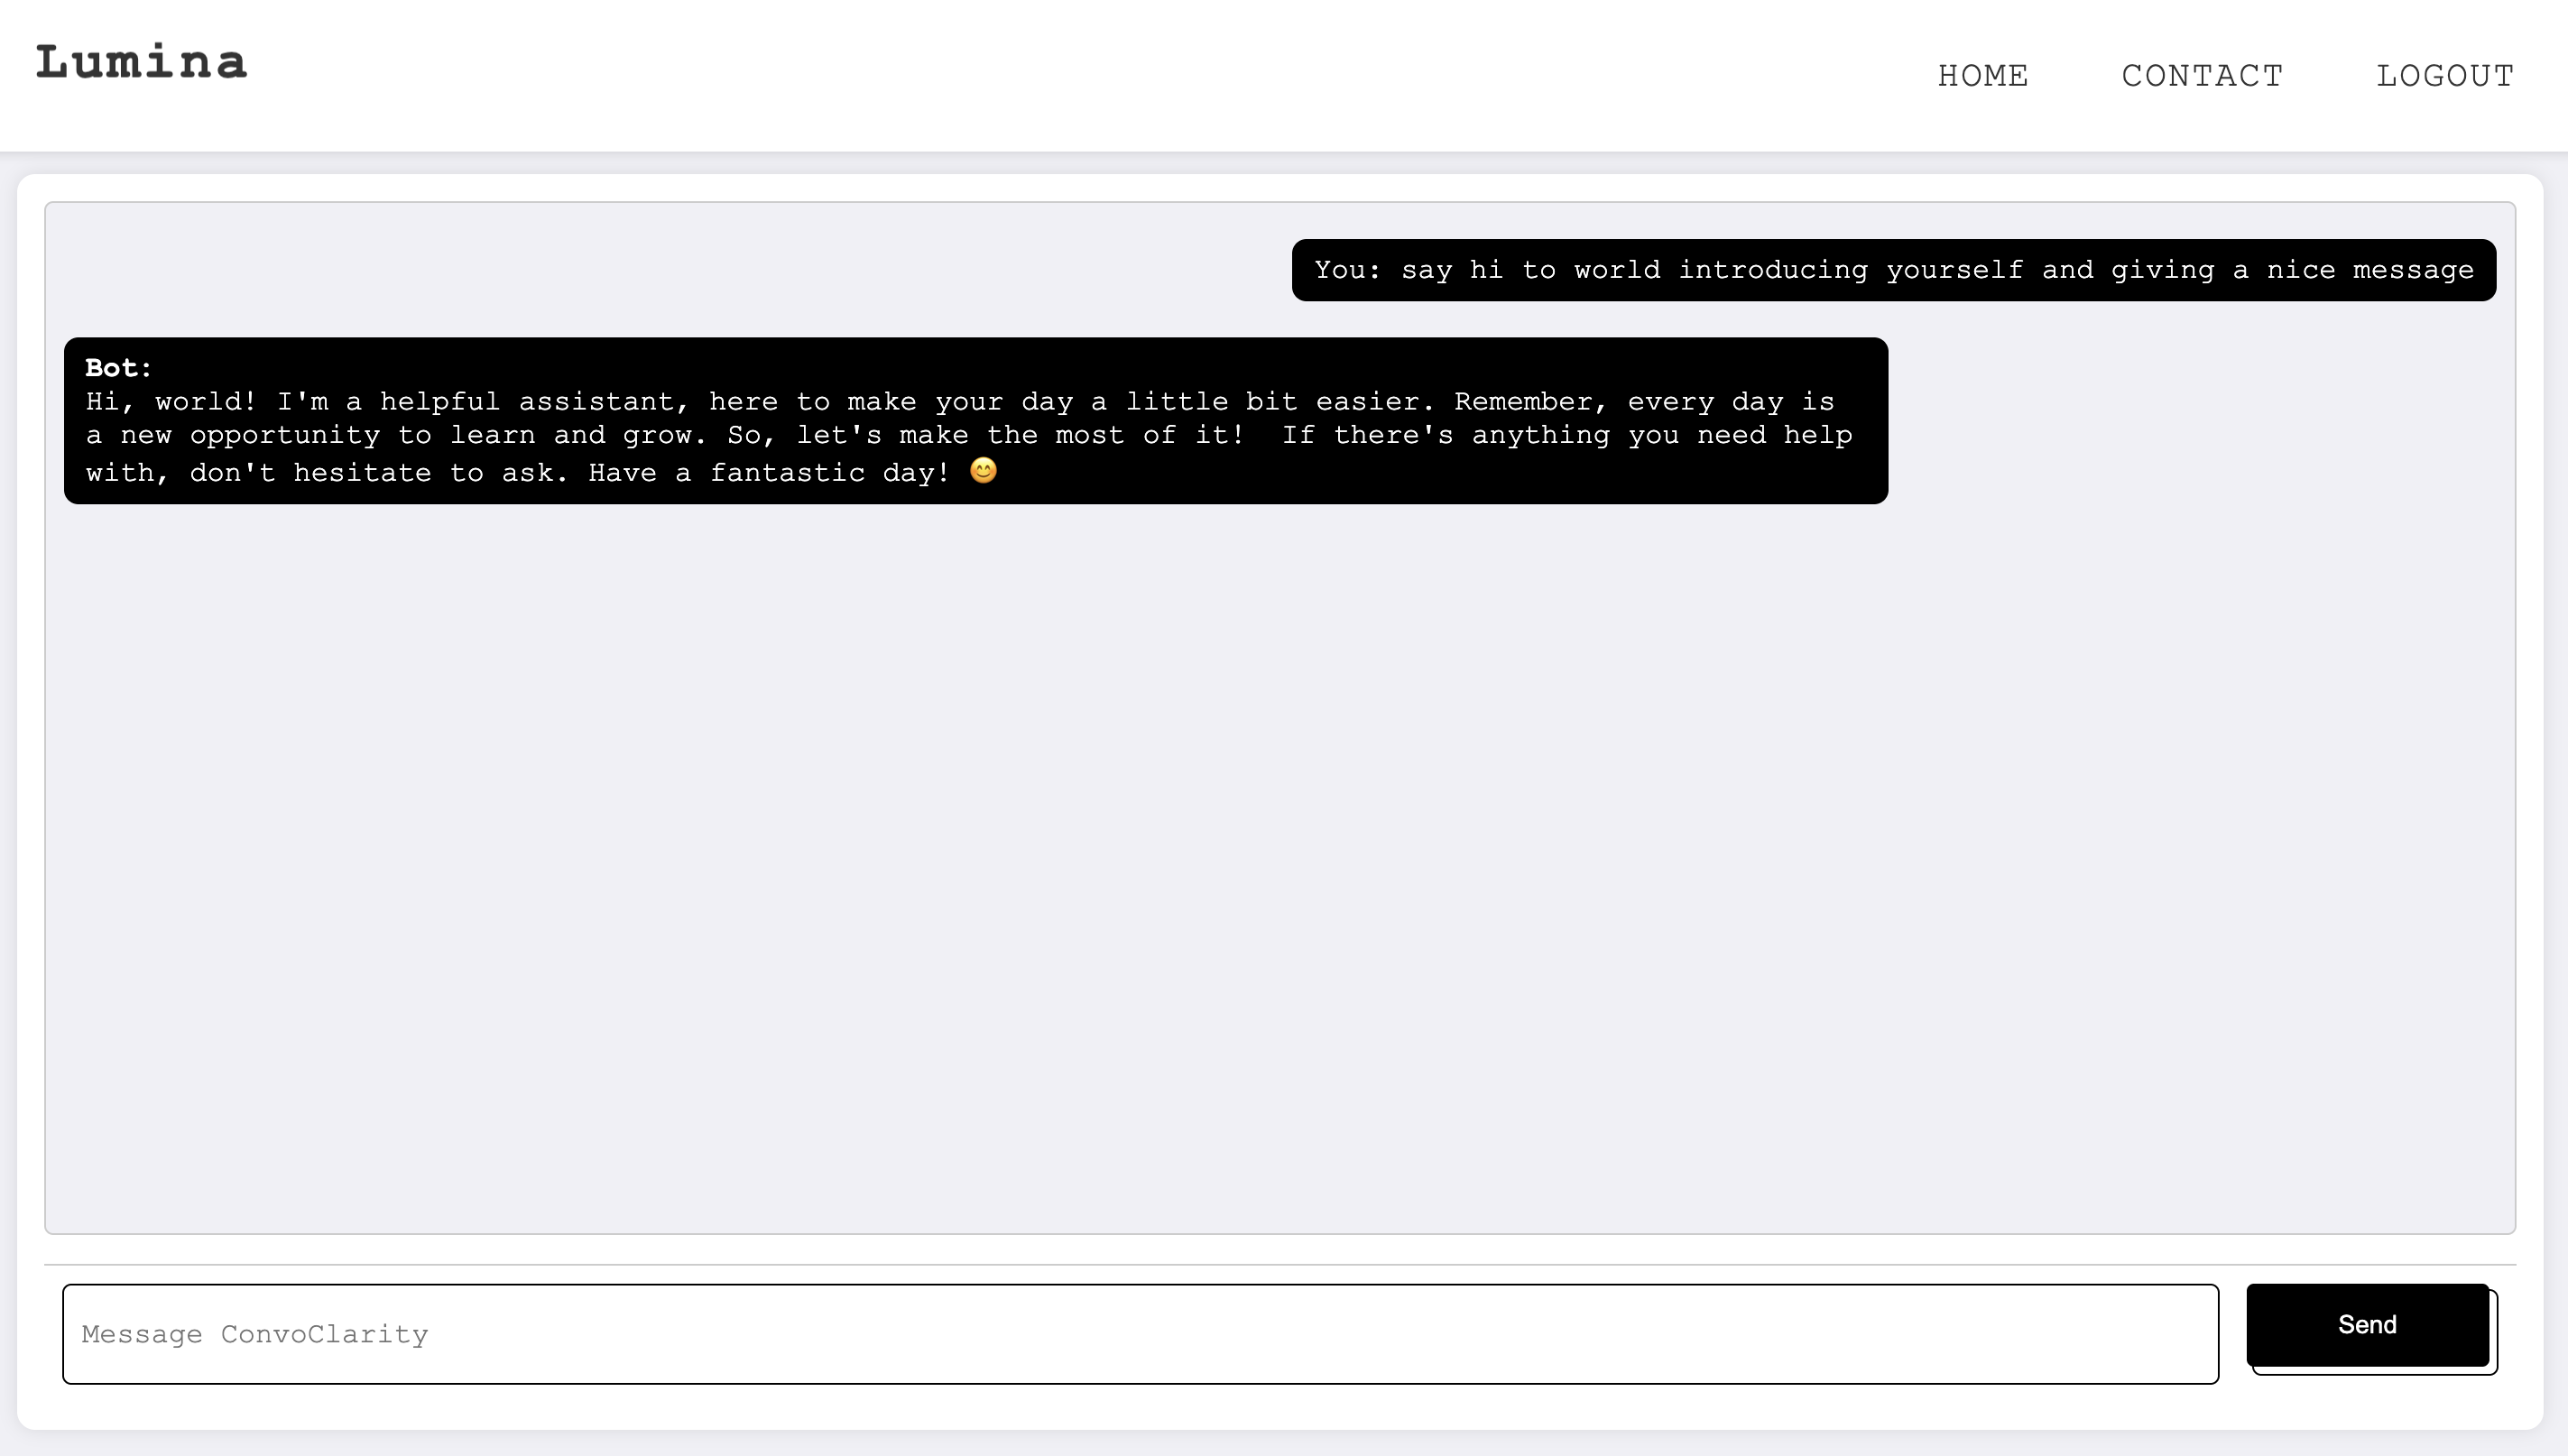 Lumina
HOME CONTACT LOGOUT
You: say hi to world introducing yourself and giving a nice message
Bot:
Hi, world! I'm a helpful assistant, here to make your day a little bit easier. Remember, every day is
a new opportunity to learn and grow. So, let's make the most of it!  If there's anything you need help
with, don't hesitate to ask. Have a fantastic day! 😊
Message ConvoClarity
Send